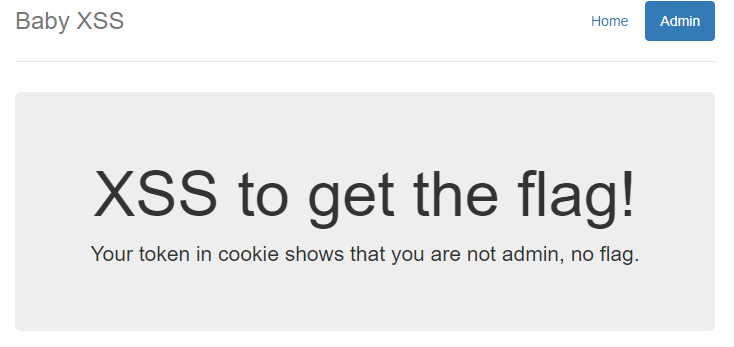 Baby XSS
Home
Admin
XSS to get the flag!
Your token in cookie shows that you are not admin, no flag.